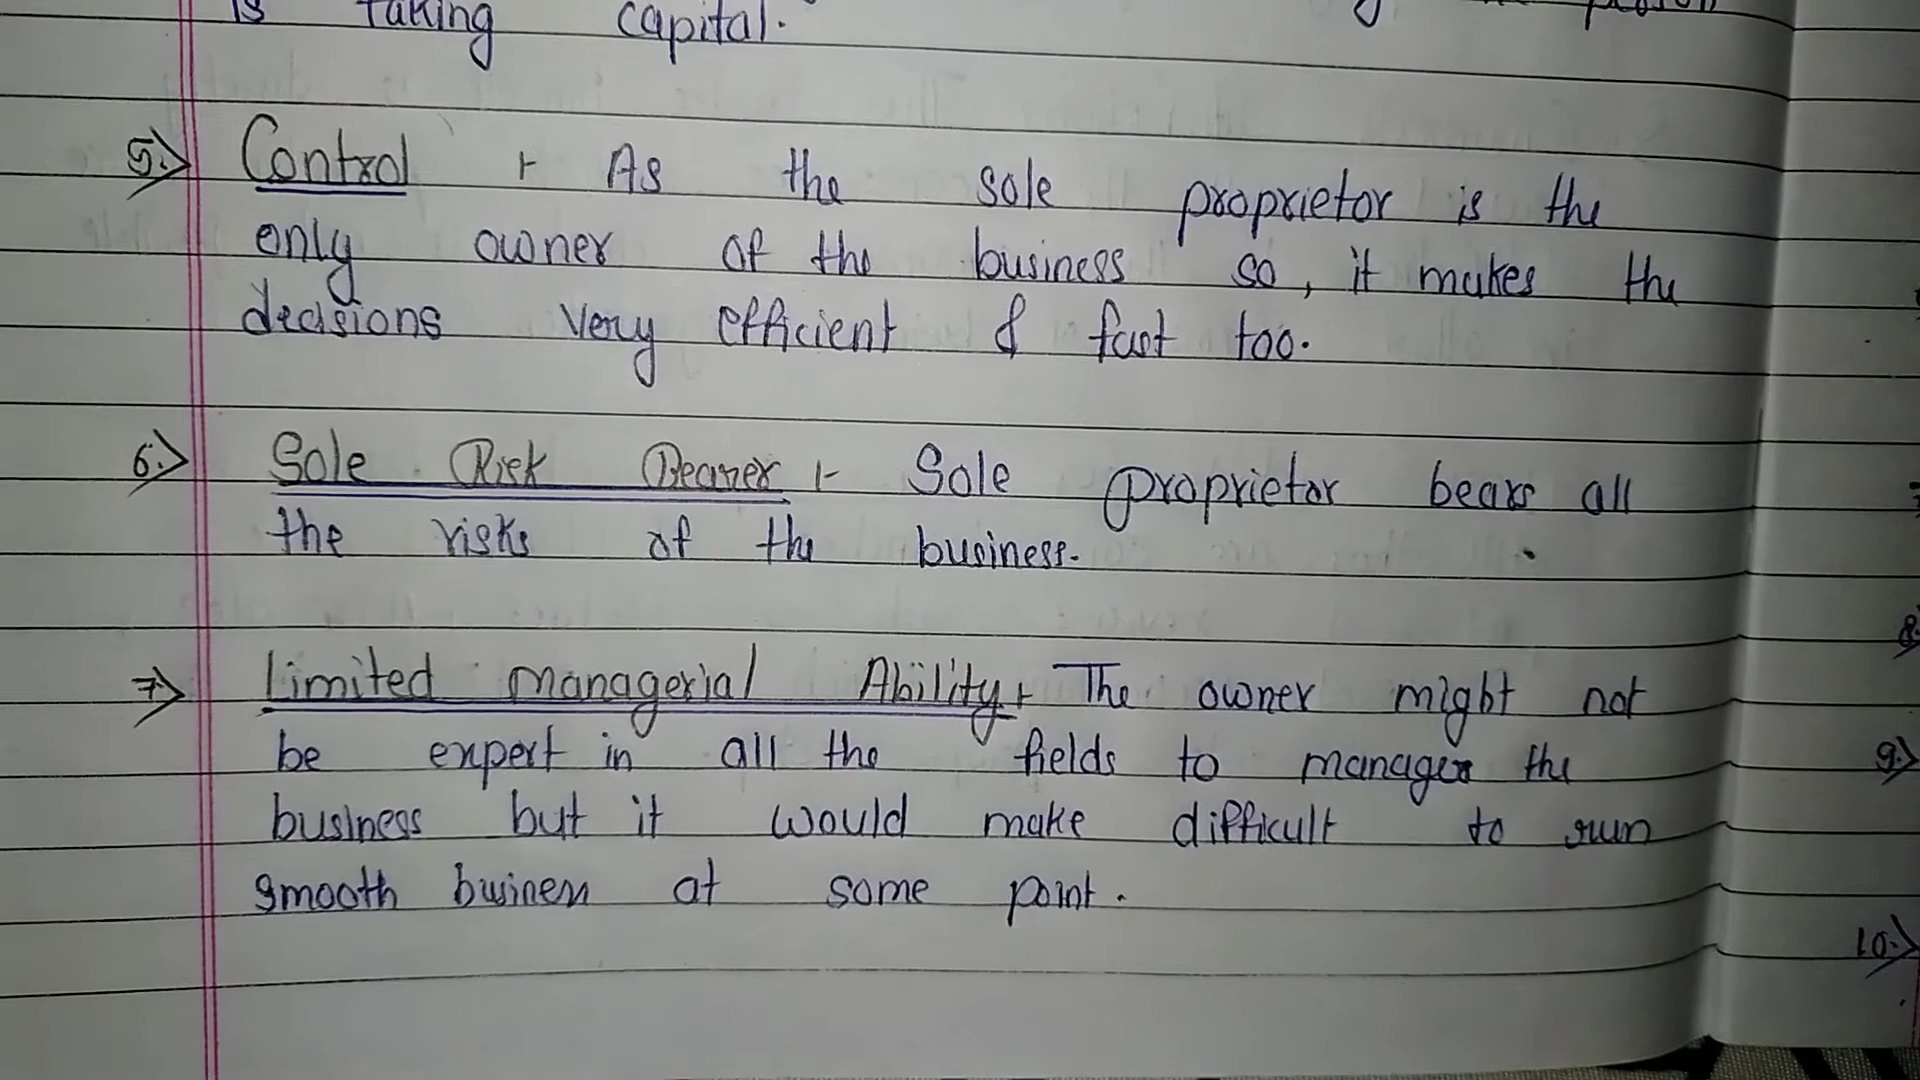 is taking capital.
5.) Control :- As the sole proprietor is the
only owner of the business so, it makes the
decisions very efficient & fast too.
6.) Sole Risk Bearer :- Sole proprietor bears all
the risks of the business.
7.) Limited managerial Ability :- The owner might not
be expert in all the fields to manager the
business but it would make difficult to run
smooth business at some point.
8.
9.)
10.)